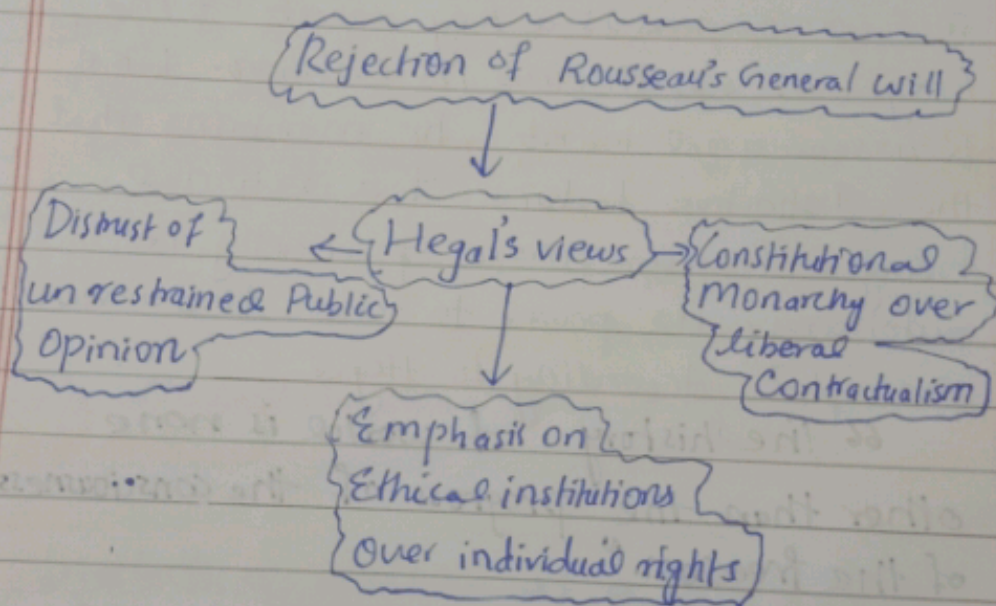 Rejection of Rousseau's General will
Distrust of
unrestrained Public
Opinion
Hegal's views
Constitutional
Monarchy over
liberal
Contractualism
Emphasis on
Ethical institutions
Over individual rights